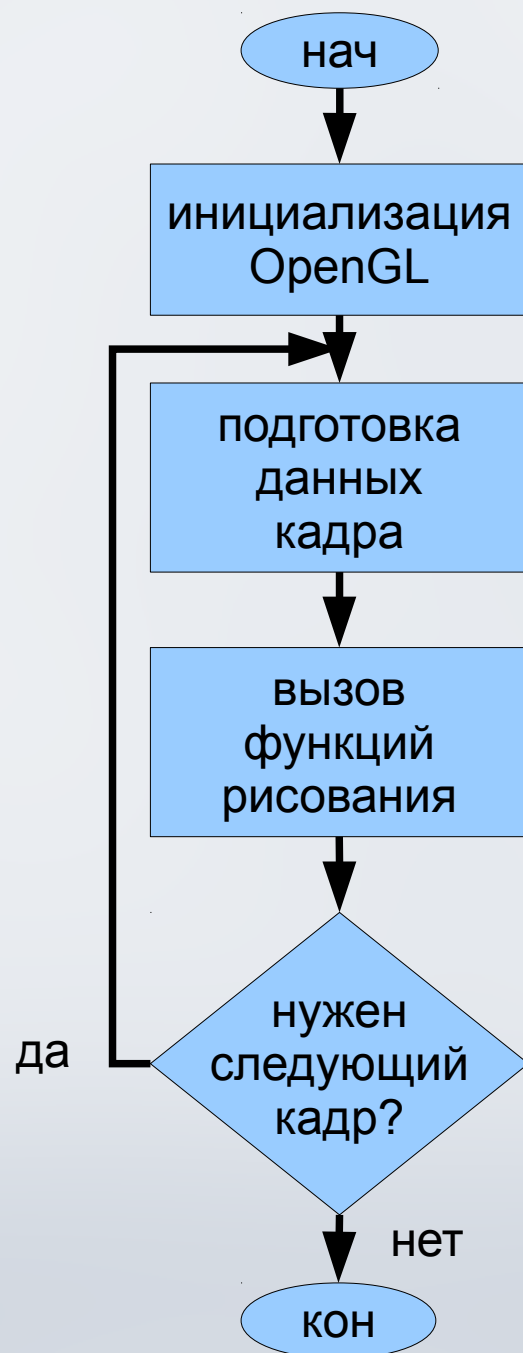 нач
инициализация
OpenGL
подготовка
данных
кадра
вызов
функций
рисования
нужен
следующий
кадр?
да
нет
кон